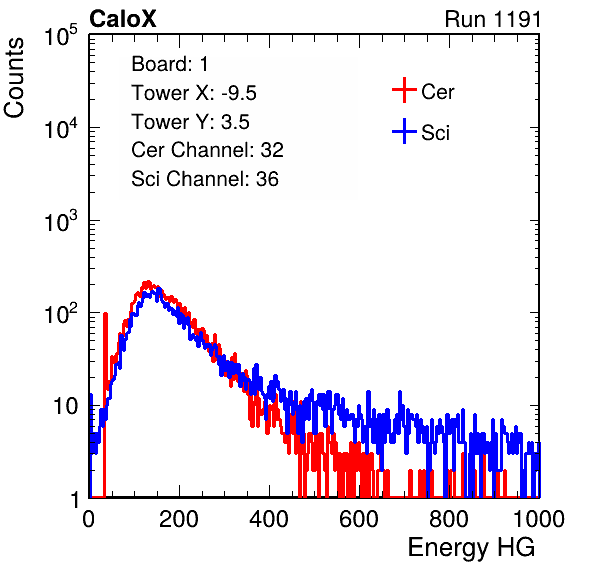 CaloX
Run 1191
Counts
Board: 1
Tower X: -9.5
Tower Y: 3.5
Cer Channel: 32
Sci Channel: 36
Cer
Sci
10^5
10^4
10^3
10^2
10
1
0 200 400 600 800 1000
Energy HG